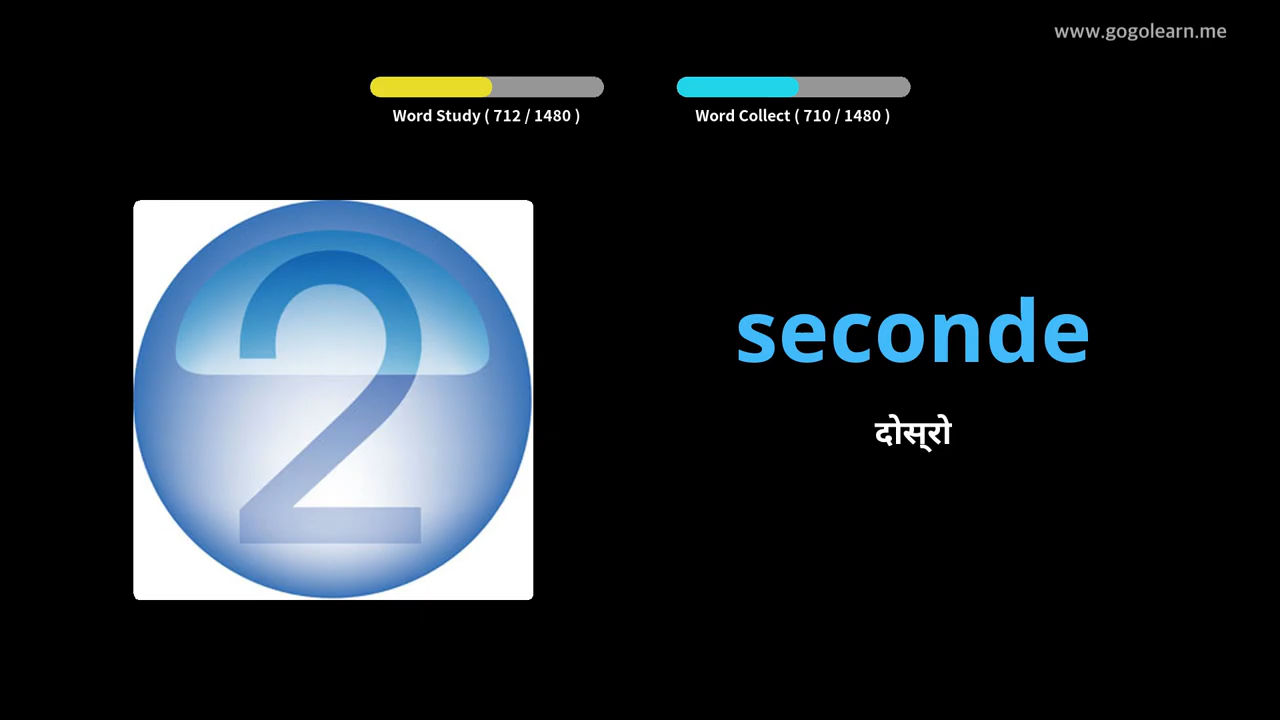 www.gogolearn.me
Word Study ( 712 / 1480 )
Word Collect ( 710 / 1480 )
2
seconde
दोस्रो